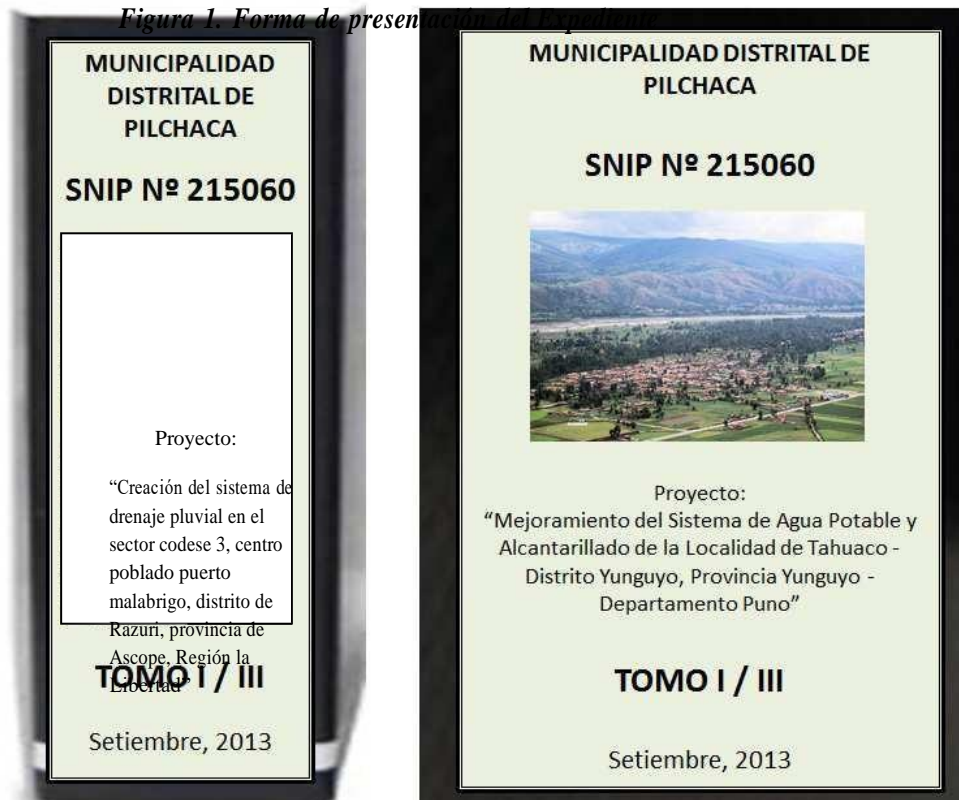 Figura 1. Forma de presentación del Expediente
MUNICIPALIDAD
DISTRITAL DE
PILCHACA
SNIP Nº 215060
Proyecto:
“Creación del sistema de
drenaje pluvial en el
sector codese 3, centro
poblado puerto
malabrigo, distrito de
Razuri, provincia de
Ascope, Región la
Libertad”
TOMO I / III
Setiembre, 2013
MUNICIPALIDAD DISTRITAL DE
PILCHACA
SNIP Nº 215060
Proyecto:
“Mejoramiento del Sistema de Agua Potable y
Alcantarillado de la Localidad de Tahuaco -
Distrito Yunguyo, Provincia Yunguyo -
Departamento Puno”
TOMO I / III
Setiembre, 2013